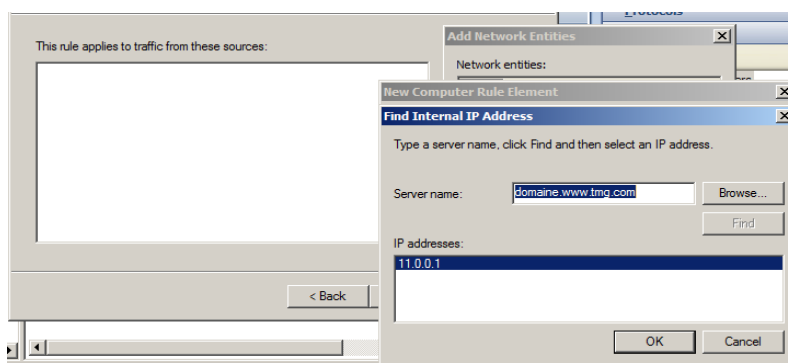 Protocols
This rule applies to traffic from these sources:
Add Network Entities
Network entities:
New Computer Rule Element
Find Internal IP Address
Type a server name, click Find and then select an IP address.
Server name:
domaine.www.tmg.com
Browse...
Find
IP addresses:
11.0.0.1
< Back
OK
Cancel